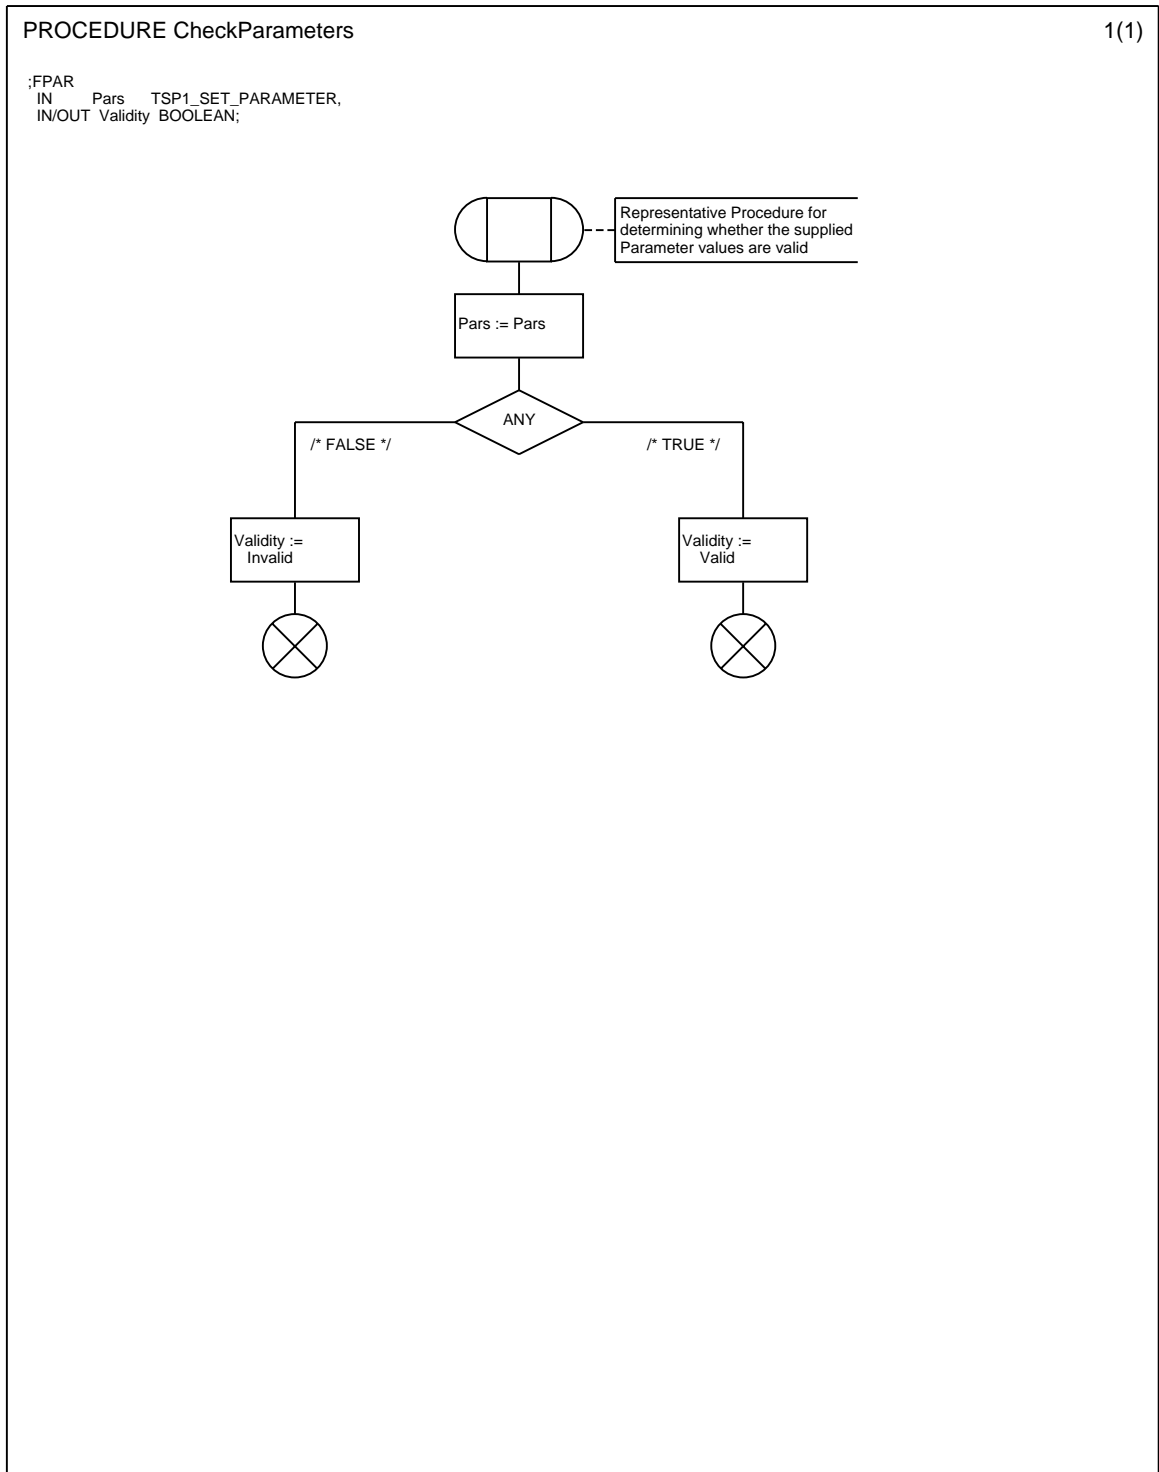 PROCEDURE CheckParameters
1(1)
;FPAR
IN Pars TSP1_SET_PARAMETER,
IN/OUT Validity BOOLEAN;
Representative Procedure for
determining whether the supplied
Parameter values are valid
Pars := Pars
ANY
/* FALSE */
/* TRUE */
Validity :=
Invalid
Validity :=
Valid